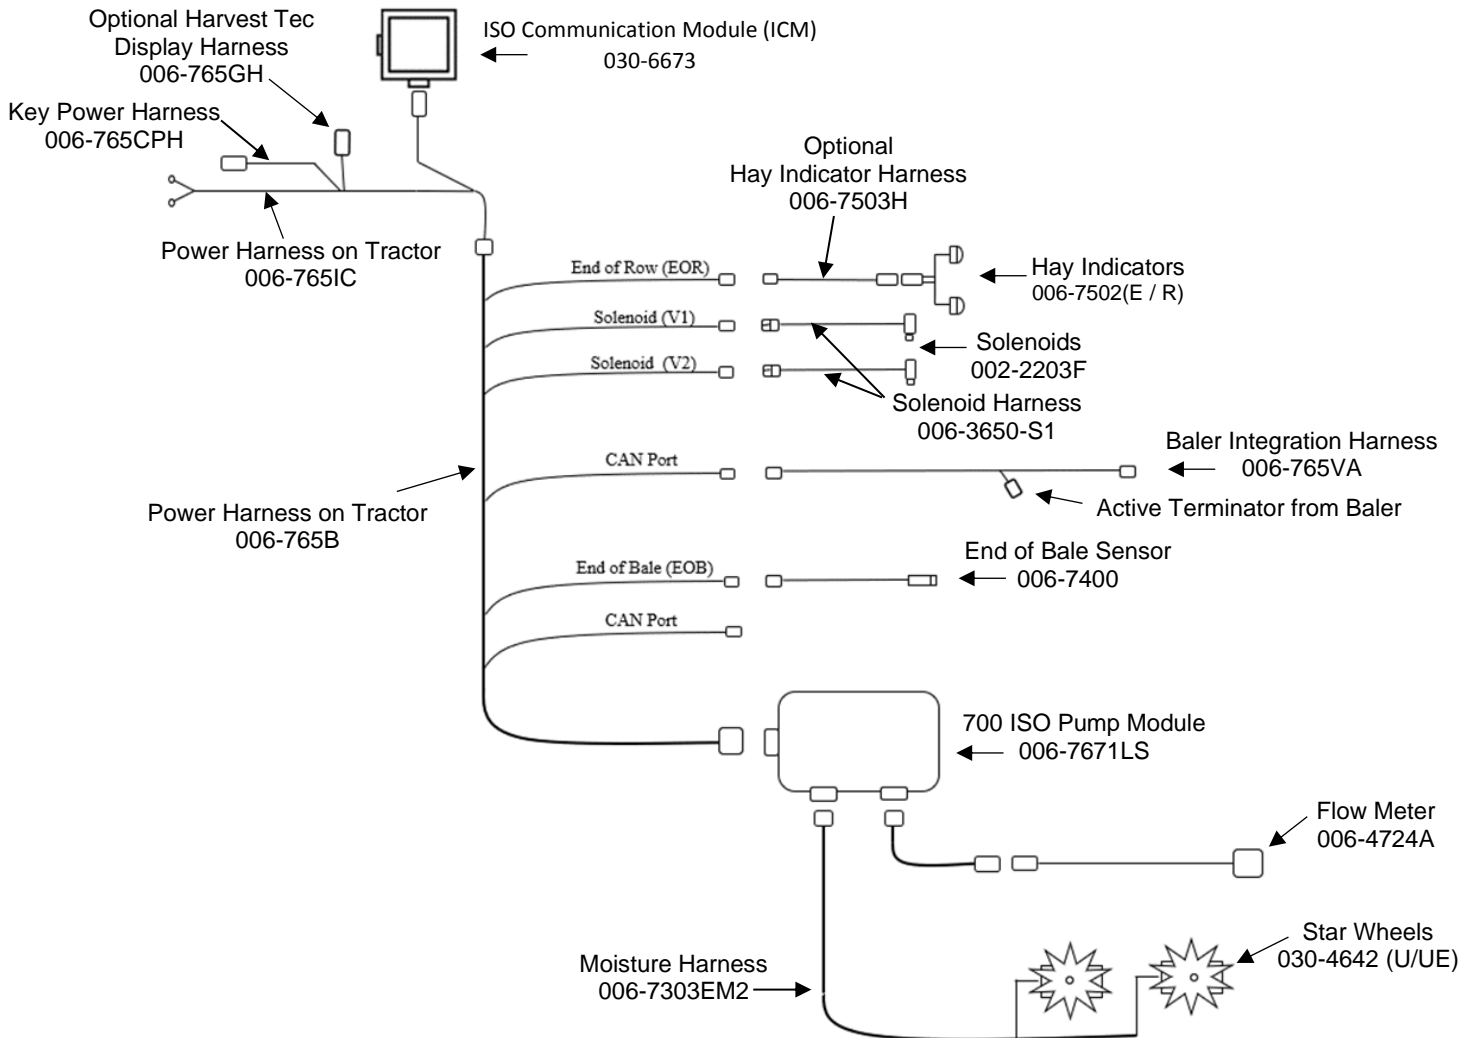 Optional Harvest Tec
Display Harness
006-765GH
ISO Communication Module (ICM)
030-6673
Key Power Harness
006-765CPH
Optional
Hay Indicator Harness
006-7503H
Power Harness on Tractor
006-765IC
End of Row (EOR)
Hay Indicators
006-7502(E / R)
Solenoid (V1)
Solenoids
002-2203F
Solenoid (V2)
Solenoid Harness
006-3650-S1
Baler Integration Harness
006-765VA
CAN Port
Active Terminator from Baler
Power Harness on Tractor
006-765B
End of Bale Sensor
006-7400
End of Bale (EOB)
CAN Port
700 ISO Pump Module
006-7671LS
Flow Meter
006-4724A
Star Wheels
030-4642 (U/UE)
Moisture Harness
006-7303EM2